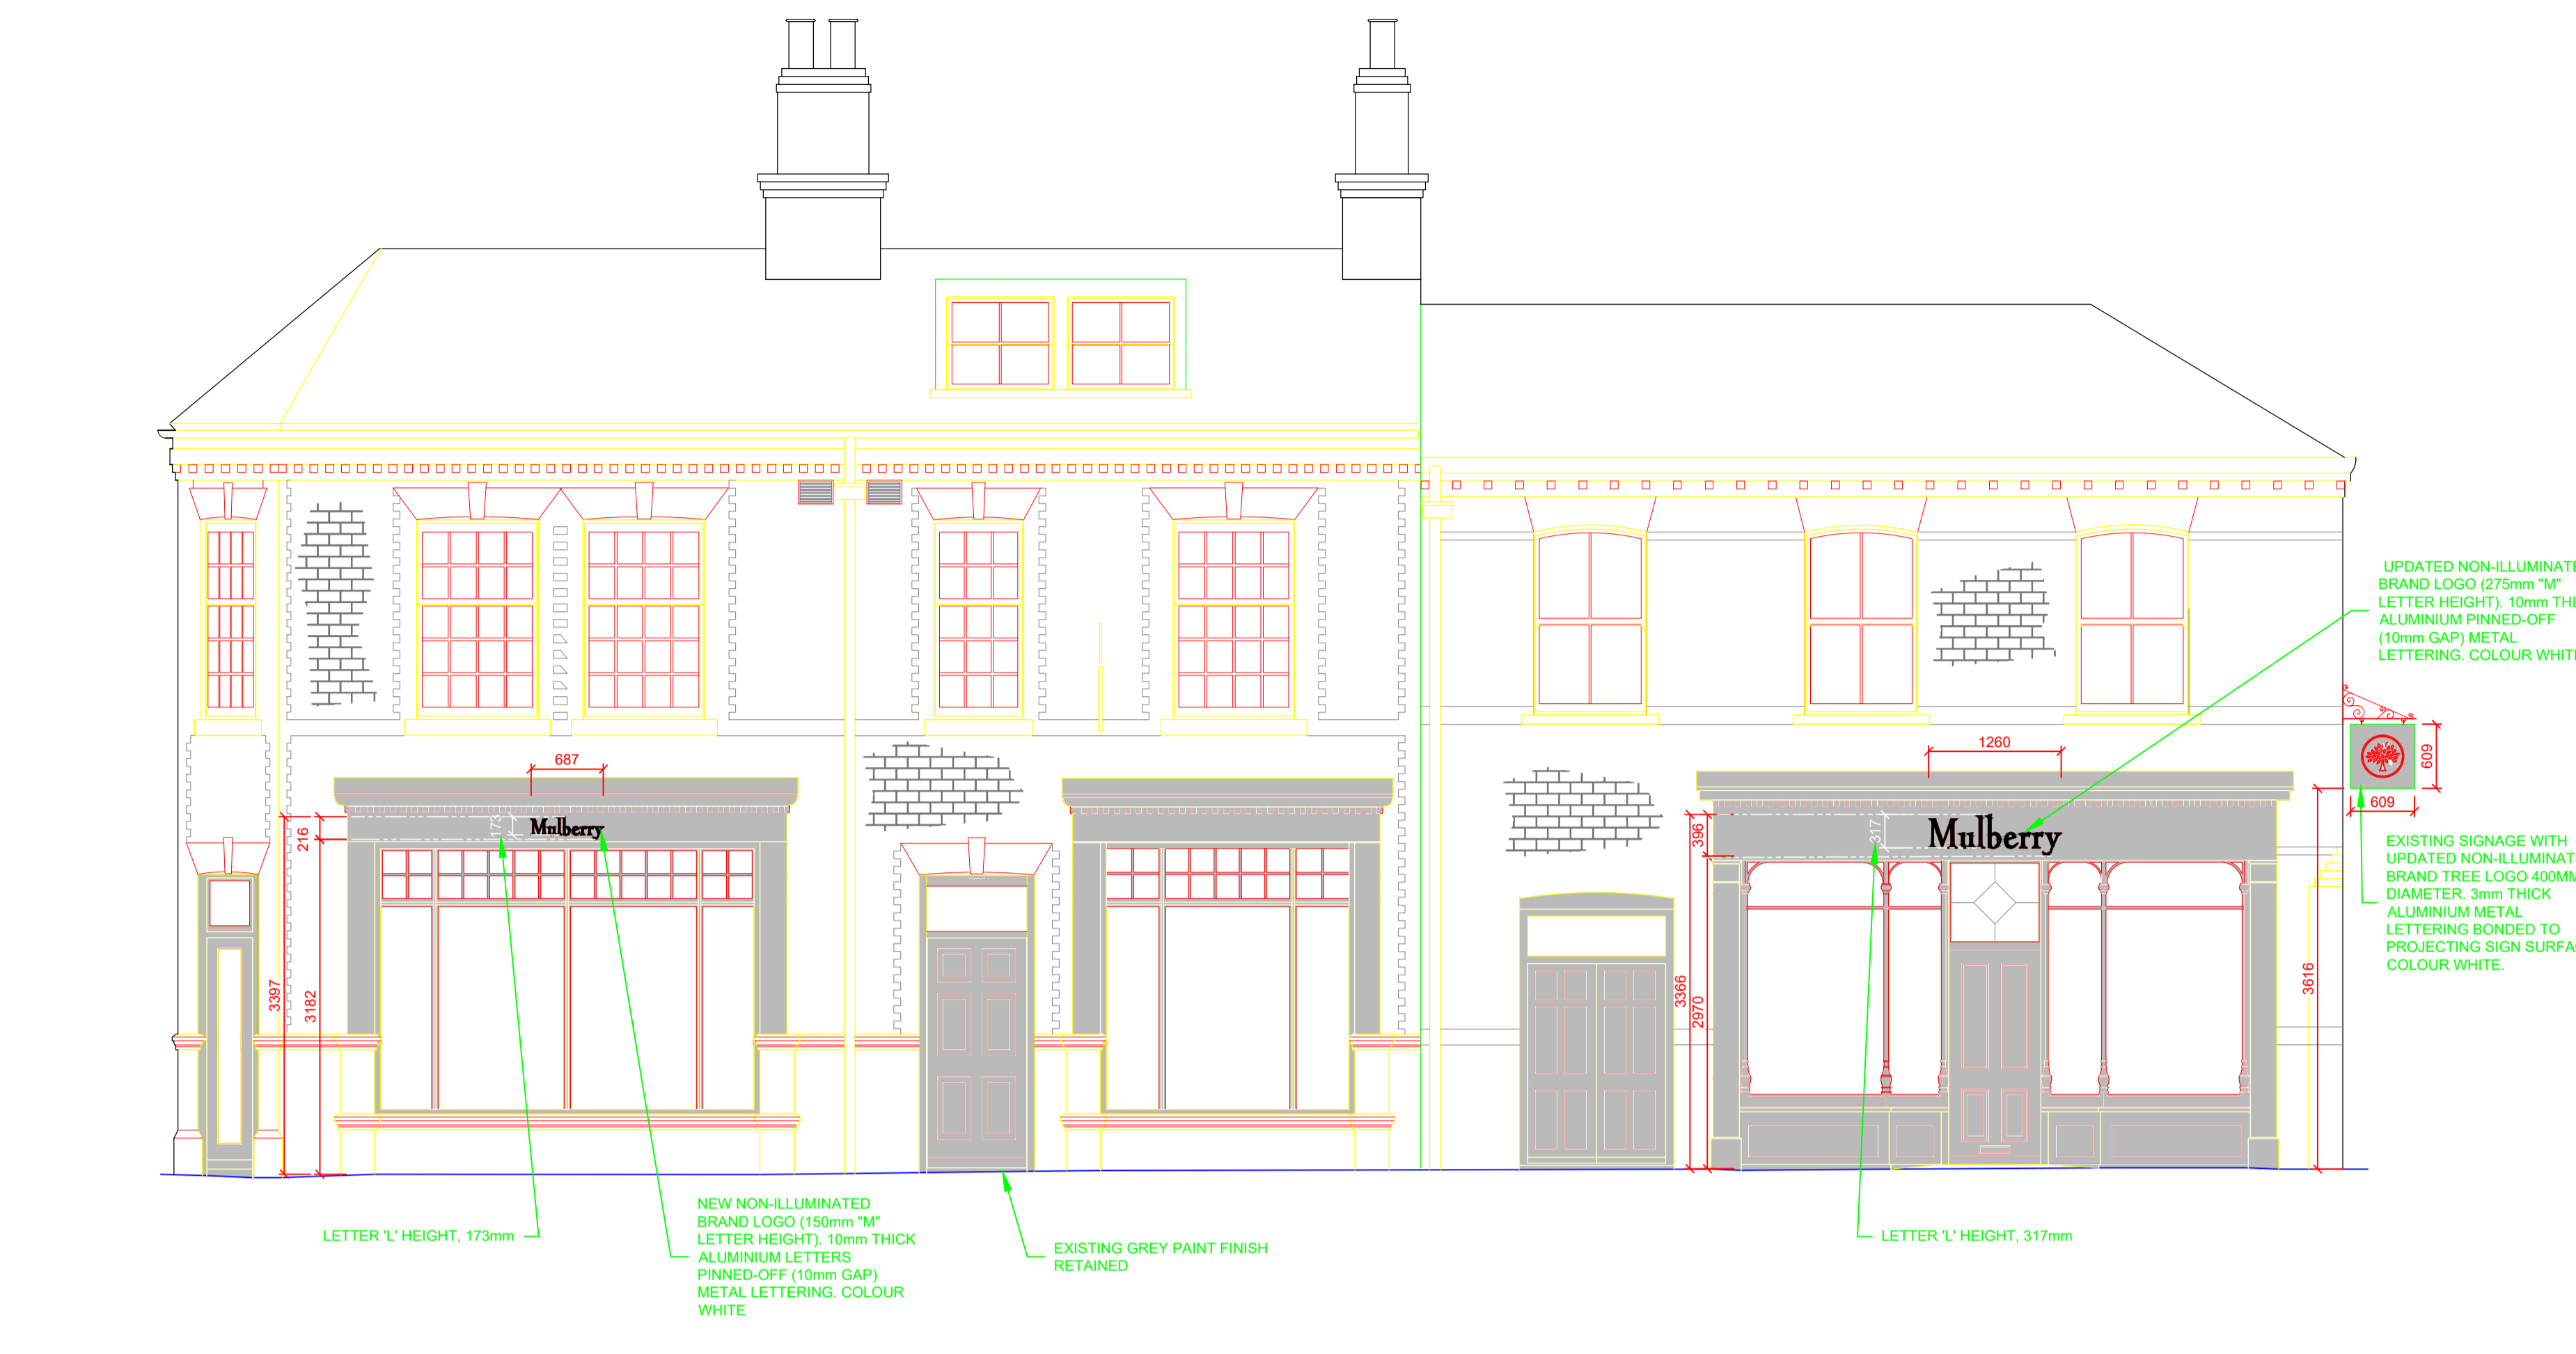 UPDATED NON-ILLUMINATE
BRAND LOGO (275mm "M"
LETTER HEIGHT). 10mm THI
ALUMINIUM PINNED-OFF
(10mm GAP) METAL
LETTERING. COLOUR WHITE
687
1260
609
609
216
173
Mulberry
396
317
Mulberry
EXISTING SIGNAGE WITH
UPDATED NON-ILLUMINAT
BRAND TREE LOGO 400MM
DIAMETER. 3mm THICK
ALUMINIUM METAL
LETTERING BONDED TO
PROJECTING SIGN SURFA
COLOUR WHITE.
3397
3182
3366
2970
3616
LETTER 'L' HEIGHT, 173mm
NEW NON-ILLUMINATED
BRAND LOGO (150mm "M"
LETTER HEIGHT). 10mm THICK
ALUMINIUM LETTERS
PINNED-OFF (10mm GAP)
METAL LETTERING. COLOUR
WHITE
EXISTING GREY PAINT FINISH
RETAINED
LETTER 'L' HEIGHT, 317mm